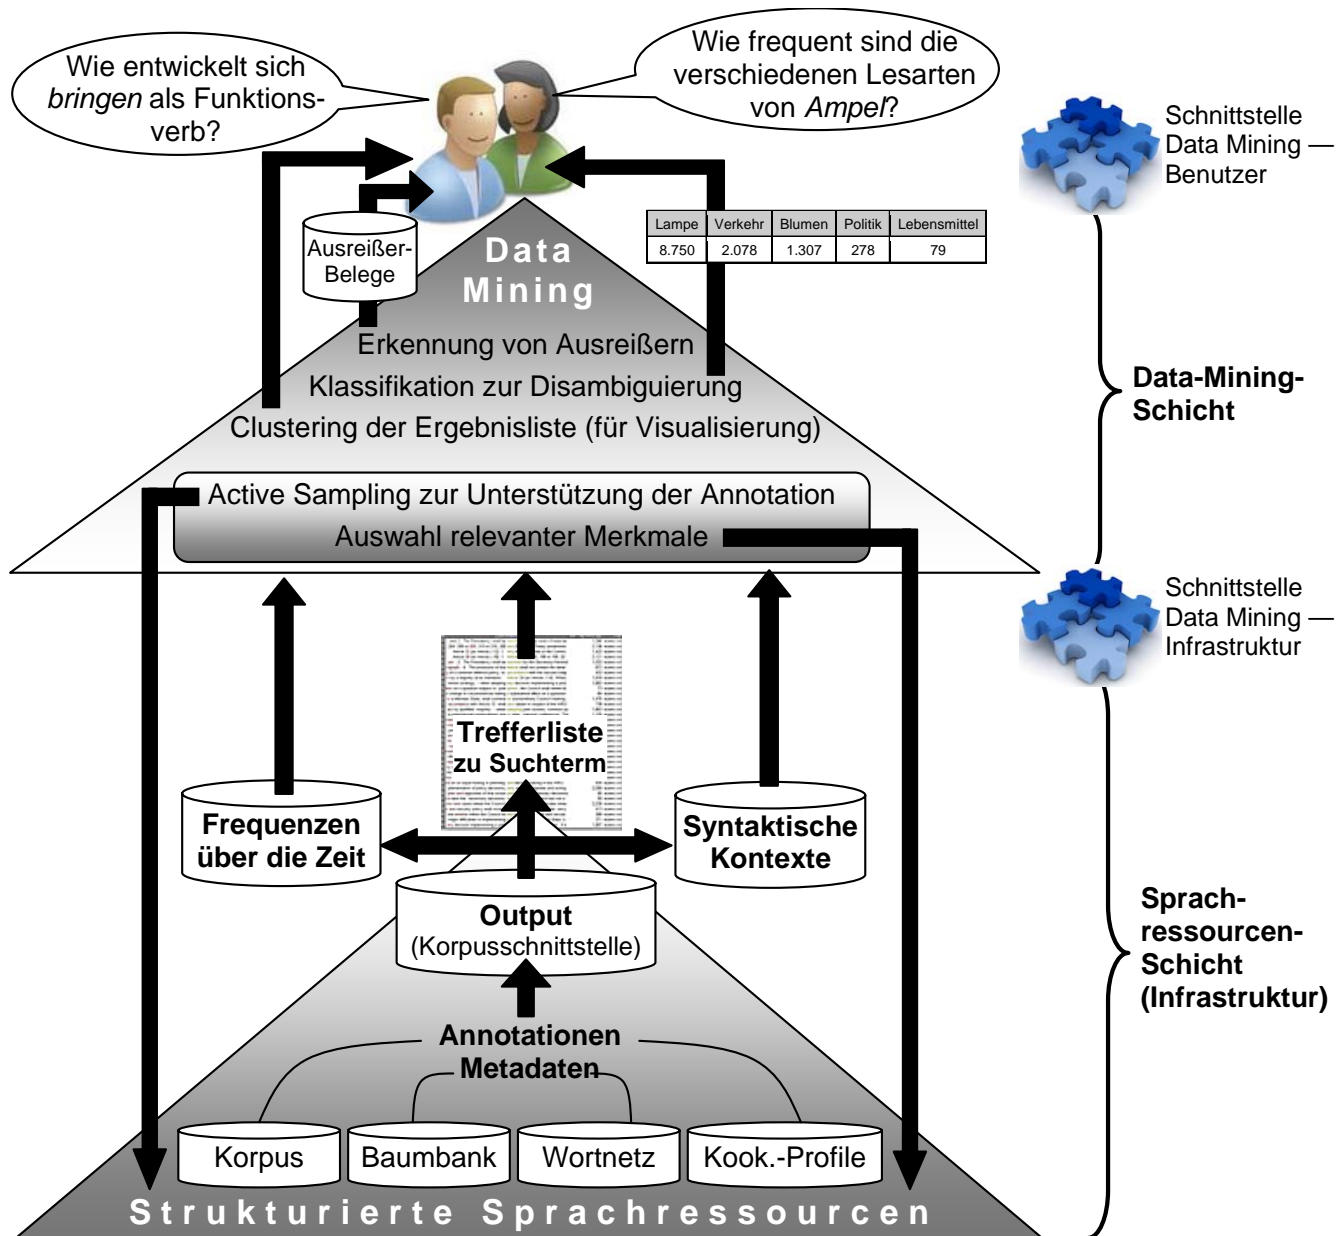 Wie entwickelt sich
bringen als Funktions-
verb?
Wie frequent sind die
verschiedenen Lesarten
von Ampel?
Schnittstelle
Data Mining —
Benutzer
Lampe Verkehr Blumen Politik Lebensmittel
8.750 2.078 1.307 278 79
Ausreißer-
Belege
Data
Mining
Erkennung von Ausreißern
Klassifikation zur Disambiguierung
Clustering der Ergebnisliste (für Visualisierung)
Data-Mining-
Schicht
Active Sampling zur Unterstützung der Annotation
Auswahl relevanter Merkmale
Schnittstelle
Data Mining —
Infrastruktur
Trefferliste
zu Suchterm
Frequenzen
über die Zeit
Syntaktische
Kontexte
Output
(Korpusschnittstelle)
Sprach-
ressourcen-
Schicht
(Infrastruktur)
Annotationen
Metadaten
Korpus
Baumbank
Wortnetz
Kook.-Profile
Strukturierte Sprachressourcen